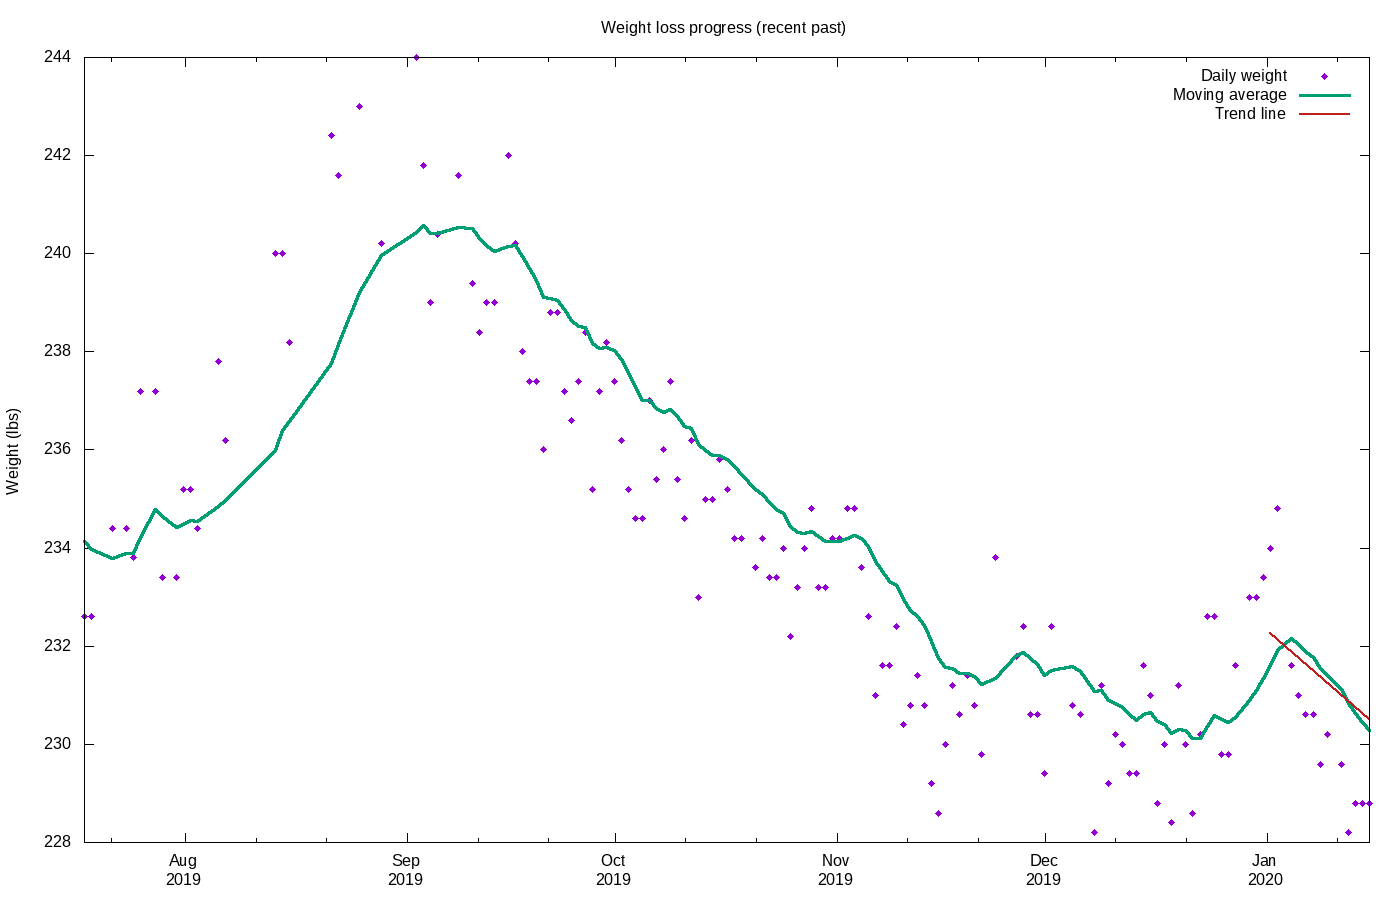 Weight loss progress (recent past)
Daily weight
Moving average
Trend line
Weight (lbs)
244
242
240
238
236
234
232
230
228
Aug Sep Oct Nov Dec Jan
2019 2019 2019 2019 2019 2020